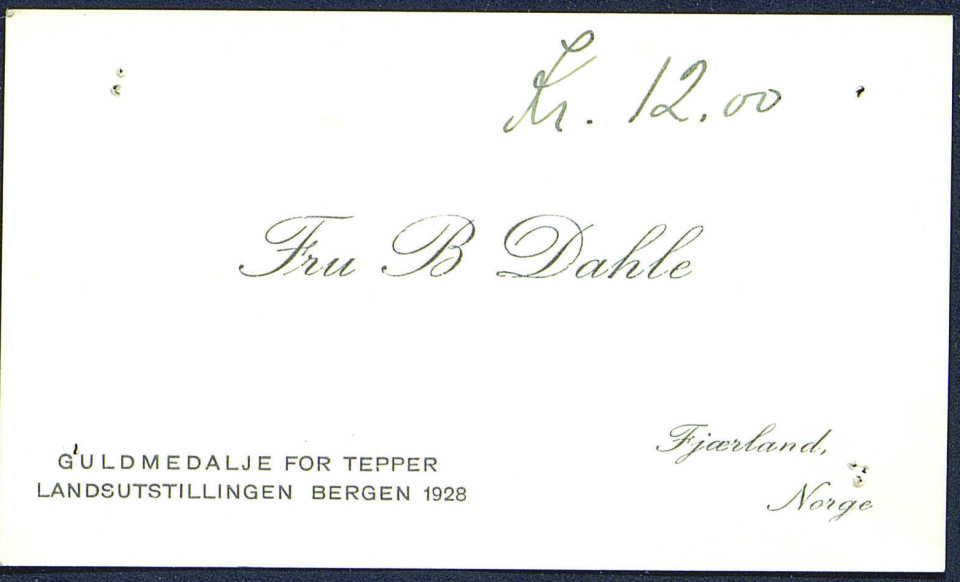 Kr. 12.00
Fru B Dahle
GULDMEDALJE FOR TEPPER
LANDSUTSTILLINGEN BERGEN 1928
Fjærland,
Norge